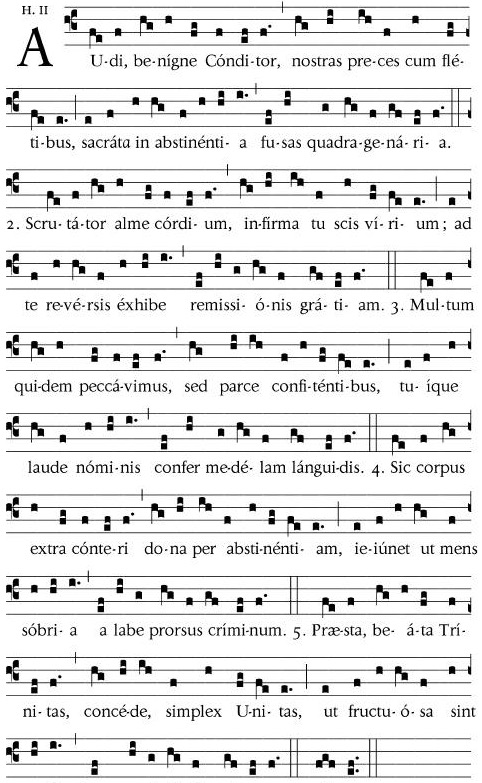 H. II
AU-di, be-nígne Cóndi-tor, nostras pre-ces cum flé-
ti-bus, sacráta in abstinénti-a fu-sas quadra-ge-ná-ri-a.
2. Scru-tá-tor alme córdi-um, in-fírma tu scis ví-ri-um; ad
te re-vér-sis éxhibe remissi-ó-nis grá-ti-am. 3. Mul-tum
qui-dem peccá-vimus, sed parce confi-ténti-bus, tu-íque
laude nómi-nis confer me-dé-lam lángui-dis. 4. Sic corpus
extra cónte-ri do-na per absti-nénti-am, ie-iúnet ut mens
sóbri-a a labe prorsus crími-num. 5. Præ-sta, be-á-ta Trí-
ni-tas, concé-de, simplex U-ni-tas, ut fructu-ó-sa sint